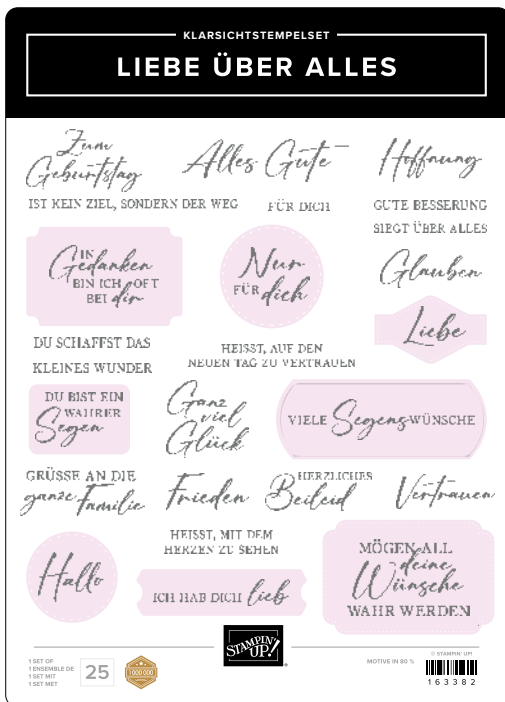 KLARSICHTSTEMPELSET
LIEBE ÜBER ALLES
Zum
Geburtstag
Alles Gute
Hoffnung
IST KEIN ZIEL, SONDERN DER WEG
FÜR DICH
GUTE BESSERUNG
SIEGT ÜBER ALLES
IN
Gedanken
BIN ICH OFT
BEI dir
Nur
FÜR dich
Glauben
Liebe
DU SCHAFFST DAS
KLEINES WUNDER
HEISST, AUF DEN
NEUEN TAG ZU VERTRAUEN
DU BIST EIN
WAHRER
Segen
Ganz
viel
Glück
VIELE Segens-WÜNSCHE
GRÜSSE AN DIE
ganze Familie
Frieden
HERZLICHES
Beileid
Vertrauen
HEISST, MIT DEM
HERZEN ZU SEHEN
Hallo
ICH HAB DICH lieb
MÖGEN ALL
deine
Wünsche
WAHR WERDEN
STAMPIN'
UP!
1 SET OF
1 ENSEMBLE DE
1 SET MIT
1 SET MET
25
1 000 000
MOTIVE IN 80 %
© STAMPIN' UP!
163382